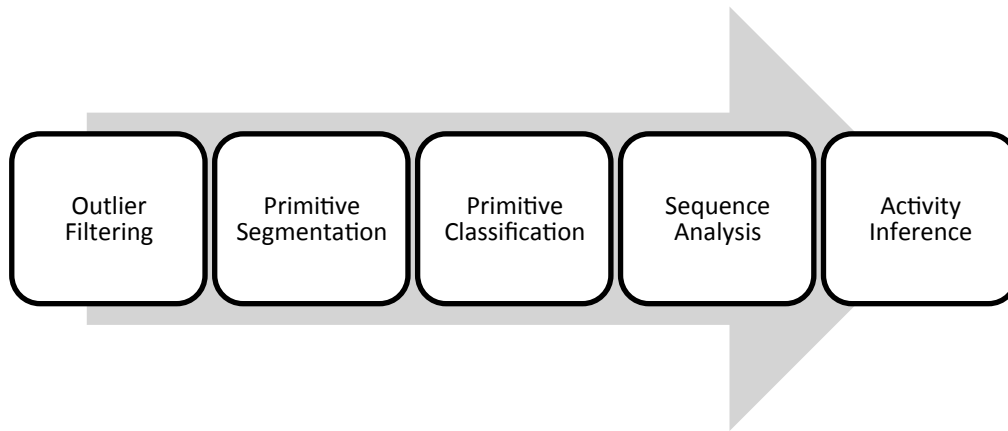 Outlier
Filtering
Primitive
Segmentation
Primitive
Classification
Sequence
Analysis
Activity
Inference